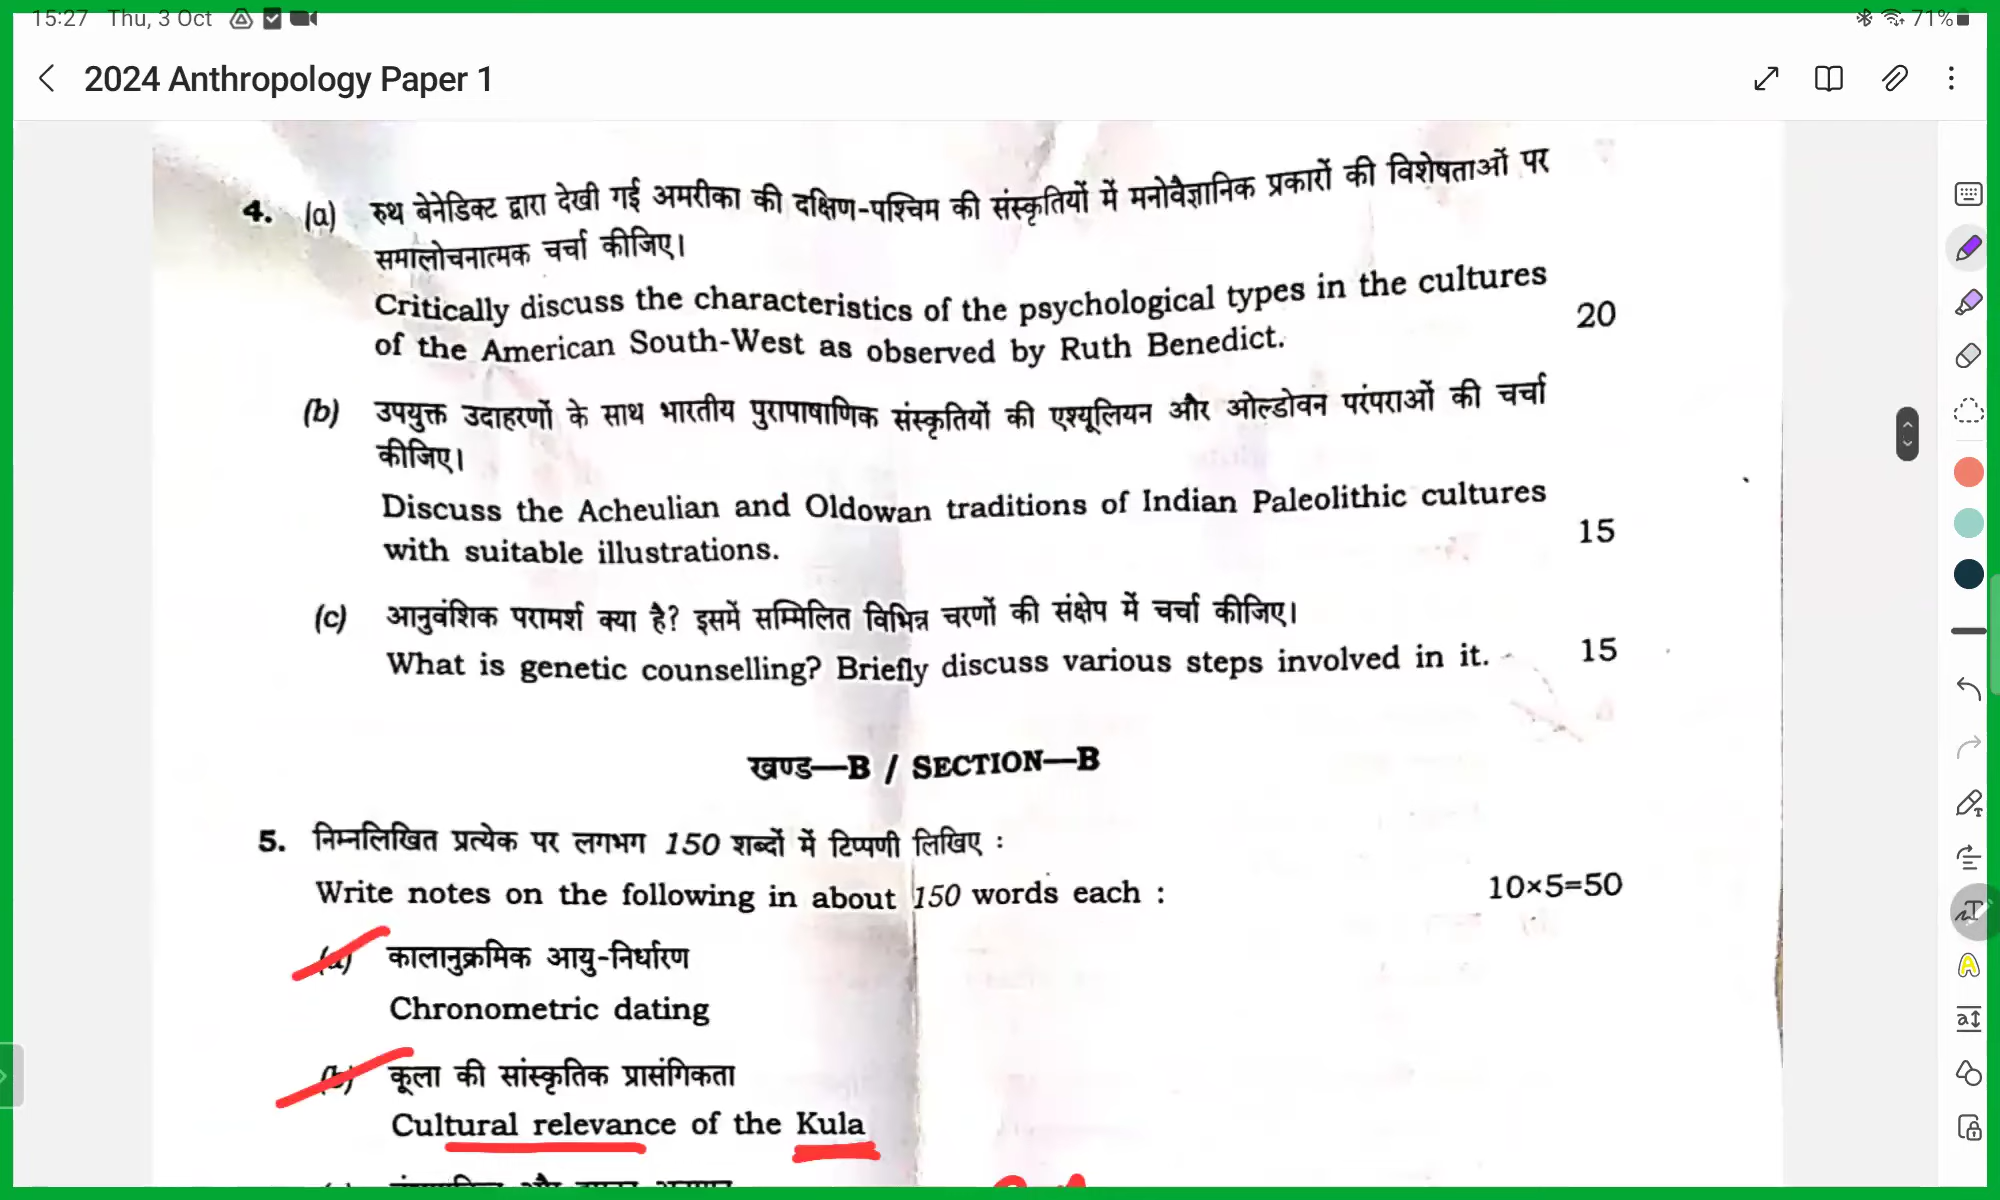 15:27 Thu, 3 Oct
71%
2024 Anthropology Paper 1
4. (a) रुथ बेनेडिक्ट द्वारा देखी गई अमरीका की दक्षिण-पश्चिम की संस्कृतियों में मनोवैज्ञानिक प्रकारों की विशेषताओं पर
समालोचनात्मक चर्चा कीजिए।
Critically discuss the characteristics of the psychological types in the cultures
of the American South-West as observed by Ruth Benedict. 20
(b) उपयुक्त उदाहरणों के साथ भारतीय पुरापाषाणिक संस्कृतियों की एश्यूलियन और ओल्डोवन परंपराओं की चर्चा
कीजिए।
Discuss the Acheulian and Oldowan traditions of Indian Paleolithic cultures
with suitable illustrations. 15
(c) आनुवंशिक परामर्श क्या है? इसमें सम्मिलित विभिन्न चरणों की संक्षेप में चर्चा कीजिए।
What is genetic counselling? Briefly discuss various steps involved in it. 15
खण्ड—B / SECTION—B
5. निम्नलिखित प्रत्येक पर लगभग 150 शब्दों में टिप्पणी लिखिए :
Write notes on the following in about 150 words each : 10×5=50
(a) कालानुक्रमिक आयु-निर्धारण
Chronometric dating
(b) कूला की सांस्कृतिक प्रासंगिकता
Cultural relevance of the Kula